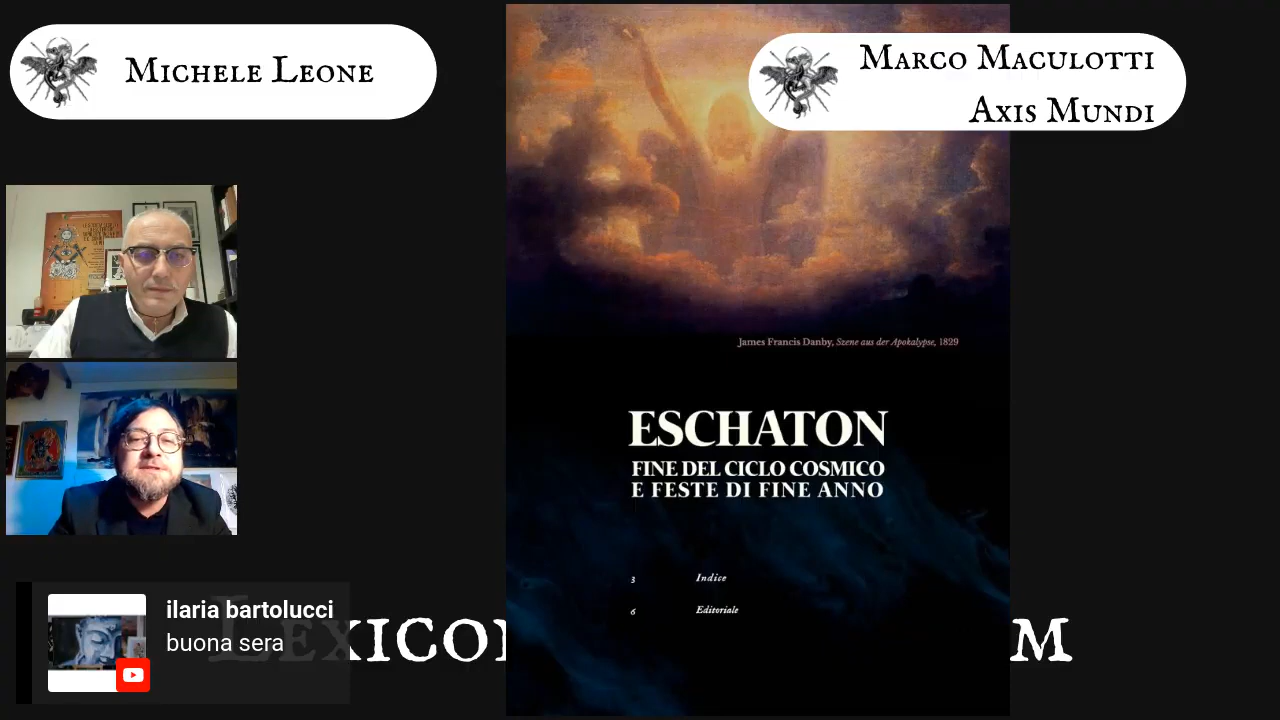 Michele Leone
Marco Maculotti
Axis Mundi
James Francis Danby, Szene aus der Apokalypse, 1829
ESCHATON
FINE DEL CICLO COSMICO
E FESTE DI FINE ANNO
3 Indice
6 Editoriale
ilaria bartolucci
buona sera